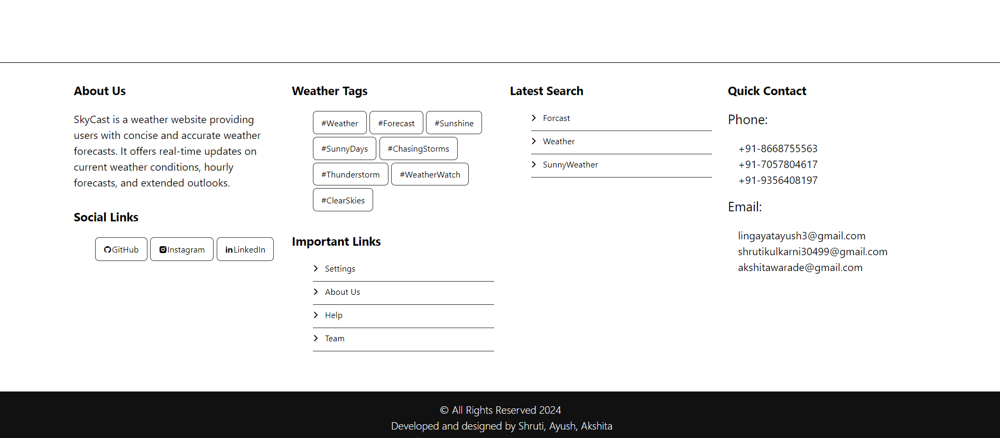 About Us
SkyCast is a weather website providing
users with concise and accurate weather
forecasts. It offers real-time updates on
current weather conditions, hourly
forecasts, and extended outlooks.
Social Links
GitHub Instagram LinkedIn
Weather Tags
#Weather #Forecast #Sunshine
#SunnyDays #ChasingStorms
#Thunderstorm #WeatherWatch
#ClearSkies
Important Links
Settings
About Us
Help
Team
Latest Search
Forcast
Weather
SunnyWeather
Quick Contact
Phone:
+91-8668755563
+91-7057804617
+91-9356408197
Email:
lingayatayush3@gmail.com
shrutikulkarni30499@gmail.com
akshitawarade@gmail.com
© All Rights Reserved 2024
Developed and designed by Shruti, Ayush, Akshita